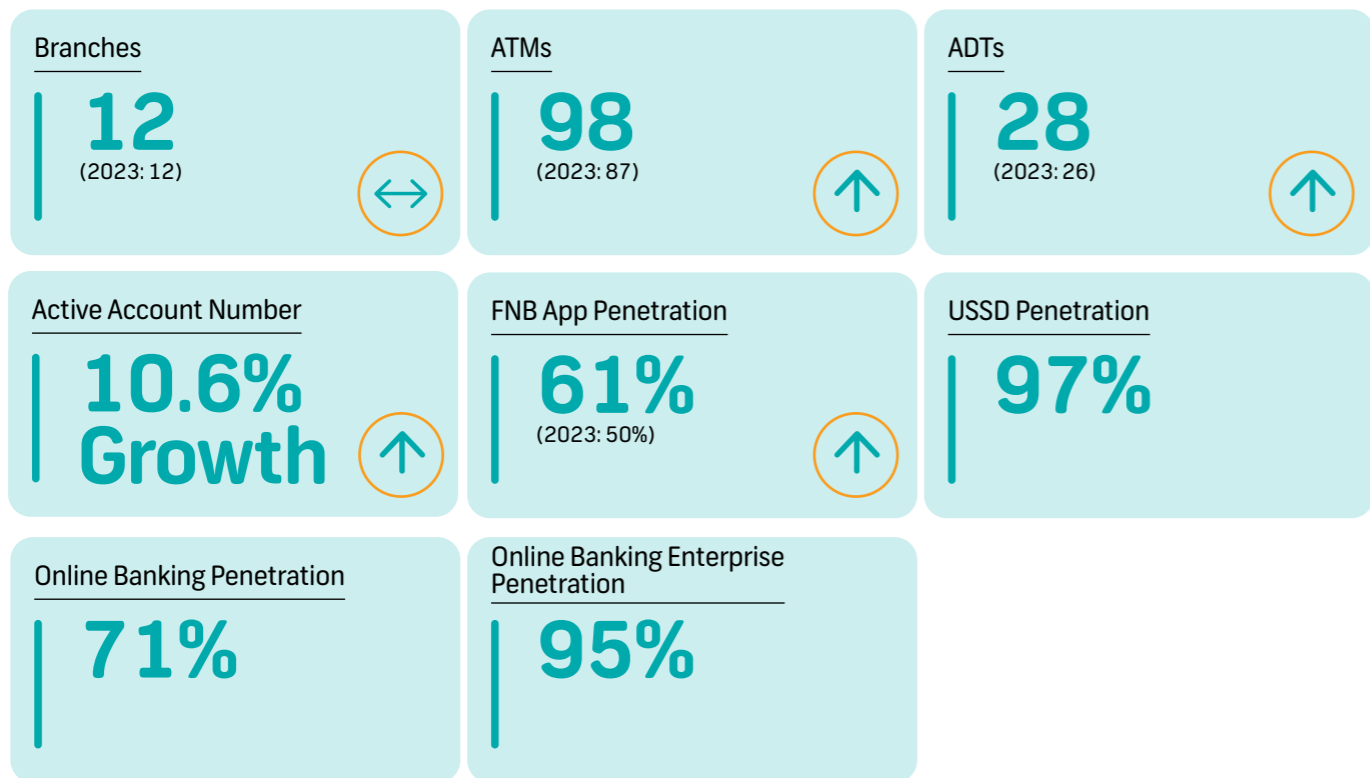 Branches
12
(2023: 12)
ATMs
98
(2023: 87)
ADTs
28
(2023: 26)
Active Account Number
10.6%
Growth
FNB App Penetration
61%
(2023: 50%)
USSD Penetration
97%
Online Banking Penetration
71%
Online Banking Enterprise
Penetration
95%